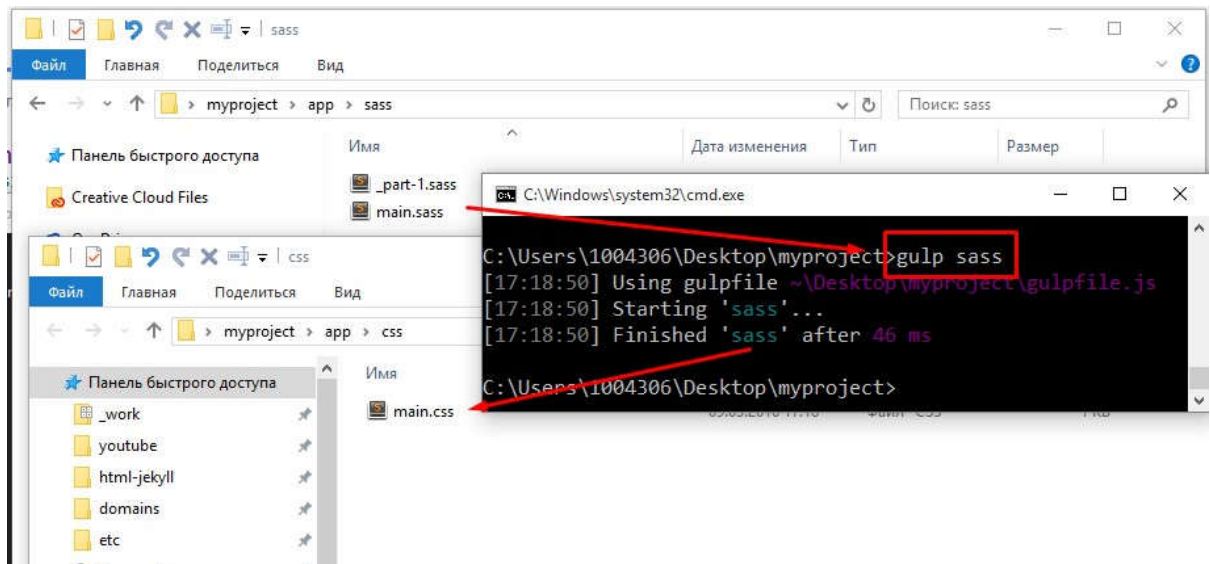 sass
Файл Главная Поделиться Вид
myproject › app › sass
Поиск: sass
Имя Дата изменения Тип Размер
Панель быстрого доступа
Creative Cloud Files
_part-1.sass
main.sass
C:\Windows\system32\cmd.exe
C:\Users\1004306\Desktop\myproject>gulp sass
[17:18:50] Using gulpfile ~\Desktop\myproject\gulpfile.js
[17:18:50] Starting 'sass'...
[17:18:50] Finished 'sass' after 46 ms
C:\Users\1004306\Desktop\myproject>
css
Файл Главная Поделиться Вид
myproject › app › css
Имя
Панель быстрого доступа
main.css
_work
youtube
html-jekyll
domains
etc